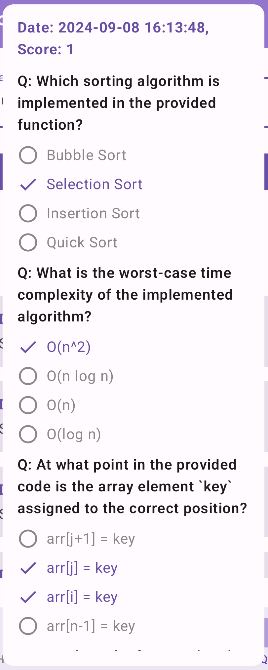 Date: 2024-09-08 16:13:48,
Score: 1
Q: Which sorting algorithm is
implemented in the provided
function?
Bubble Sort
Selection Sort
Insertion Sort
Quick Sort
Q: What is the worst-case time
complexity of the implemented
algorithm?
O(n^2)
O(n log n)
O(n)
O(log n)
Q: At what point in the provided
code is the array element `key`
assigned to the correct position?
arr[j+1] = key
arr[j] = key
arr[i] = key
arr[n-1] = key